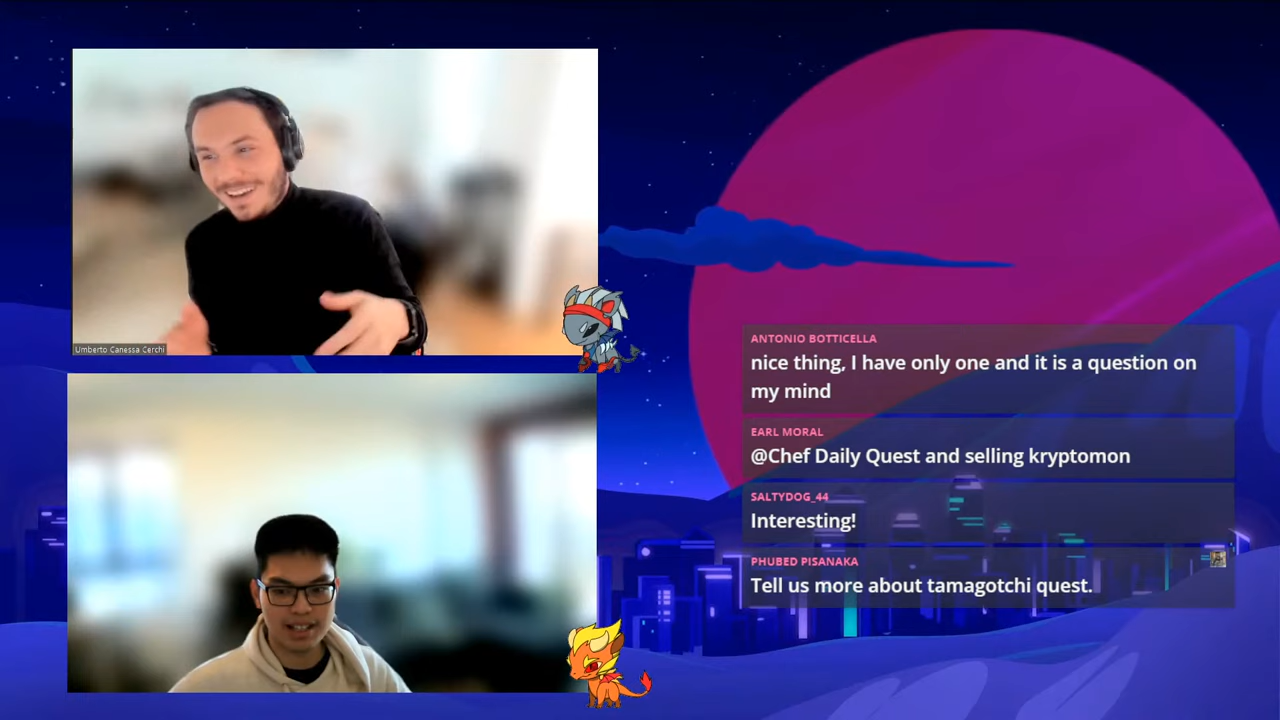 Umberto Canessa Cerchi
ANTONIO BOTTICELLA
nice thing, I have only one and it is a question on
my mind
EARL MORAL
@Chef Daily Quest and selling kryptomon
SALTYDOG_44
Interesting!
PHUBED PISANAKA
Tell us more about tamagotchi quest.